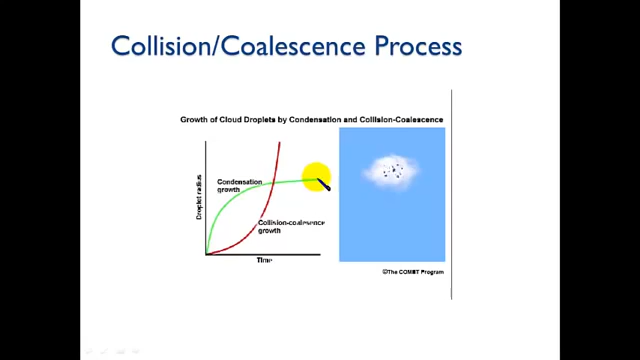 Collision/Coalescence Process
Growth of Cloud Droplets by Condensation and Collision-Coalescence
Droplet radius
Condensation
growth
Collision-coalescence
growth
Time
©The COMET Program